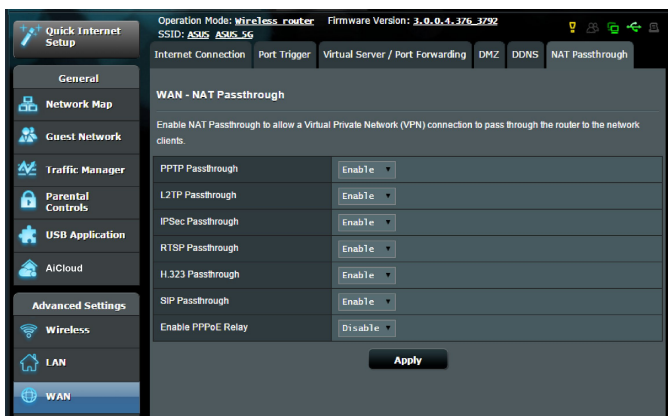 Quick Internet
Setup
Operation Mode: Wireless router Firmware Version: 3.0.0.4.376_3792
SSID: ASUS ASUS_5G
Internet Connection Port Trigger Virtual Server / Port Forwarding DMZ DDNS NAT Passthrough
General
Network Map
Guest Network
Traffic Manager
Parental
Controls
USB Application
AiCloud
Advanced Settings
Wireless
LAN
WAN
WAN - NAT Passthrough
Enable NAT Passthrough to allow a Virtual Private Network (VPN) connection to pass through the router to the network
clients.
PPTP Passthrough Enable
L2TP Passthrough Enable
IPSec Passthrough Enable
RTSP Passthrough Enable
H.323 Passthrough Enable
SIP Passthrough Enable
Enable PPPoE Relay Disable
Apply